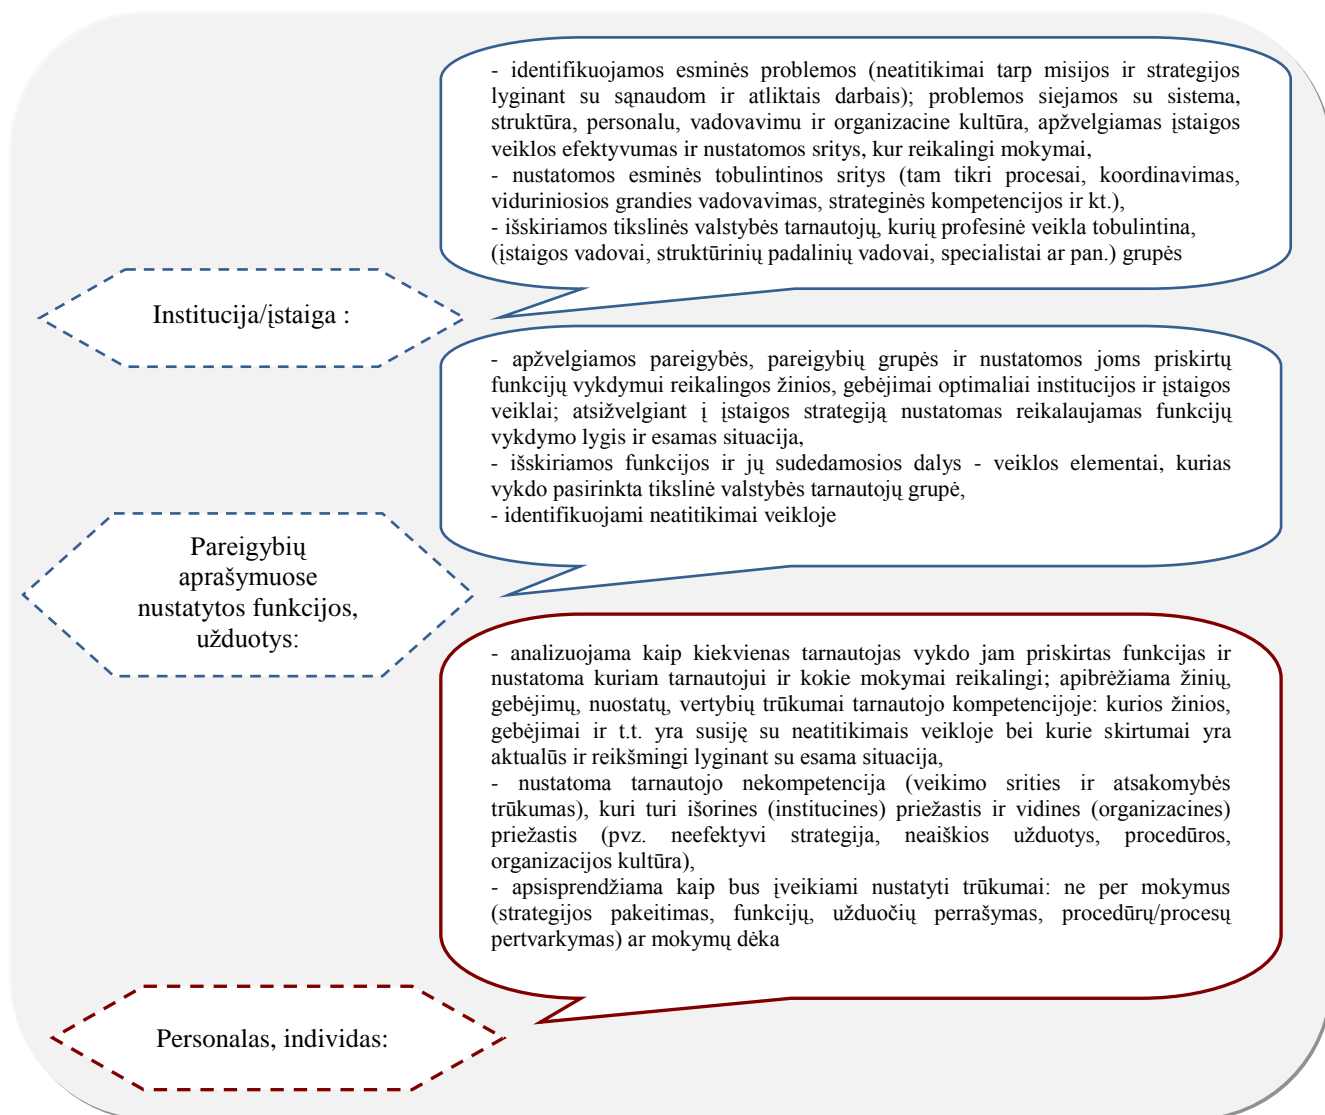 - identifikuojamos esminės problemos (neatitikimai tarp misijos ir strategijos
lyginant su sąnaudom ir atliktais darbais); problemos siejamos su sistema,
struktūra, personalu, vadovavimu ir organizacine kultūra, apžvelgiamas įstaigos
veiklos efektyvumas ir nustatomos sritys, kur reikalingi mokymai,
- nustatomos esminės tobulintinos sritys (tam tikri procesai, koordinavimas,
viduriniosios grandies vadovavimas, strateginės kompetencijos ir kt.),
- išskiriamos tikslinės valstybės tarnautojų, kurių profesinė veikla tobulintina,
(įstaigos vadovai, struktūrinių padalinių vadovai, specialistai ar pan.) grupės
Institucija/įstaiga :
- apžvelgiamos pareigybės, pareigybių grupės ir nustatomos joms priskirtų
funkcijų vykdymui reikalingos žinios, gebėjimai optimaliai institucijos ir įstaigos
veiklai; atsižvelgiant į įstaigos strategiją nustatomas reikalaujamas funkcijų
vykdymo lygis ir esamas situacija,
- išskiriamos funkcijos ir jų sudedamosios dalys - veiklos elementai, kurias
vykdo pasirinkta tikslinė valstybės tarnautojų grupė,
- identifikuojami neatitikimai veikloje
Pareigybių
aprašymuose
nustatytos funkcijos,
užduotys:
- analizuojama kaip kiekvienas tarnautojas vykdo jam priskirtas funkcijas ir
nustatoma kuriam tarnautojui ir kokie mokymai reikalingi; apibrėžiama žinių,
gebėjimų, nuostatų, vertybių trūkumai tarnautojo kompetencijoje: kurios žinios,
gebėjimai ir t.t. yra susiję su neatitikimais veikloje bei kurie skirtumai yra
aktualūs ir reikšmingi lyginant su esama situacija,
- nustatoma tarnautojo nekompetencija (veikimo srities ir atsakomybės
trūkumas), kuri turi išorines (institucines) priežastis ir vidines (organizacines)
priežastis (pvz. neefektyvi strategija, neaiškios užduotys, procedūros,
organizacijos kultūra),
- apsisprendžiama kaip bus įveikiami nustatyti trūkumai: ne per mokymus
(strategijos pakeitimas, funkcijų, užduočių perrašymas, procedūrų/procesų
pertvarkymas) ar mokymų dėka
Personalas, individas: